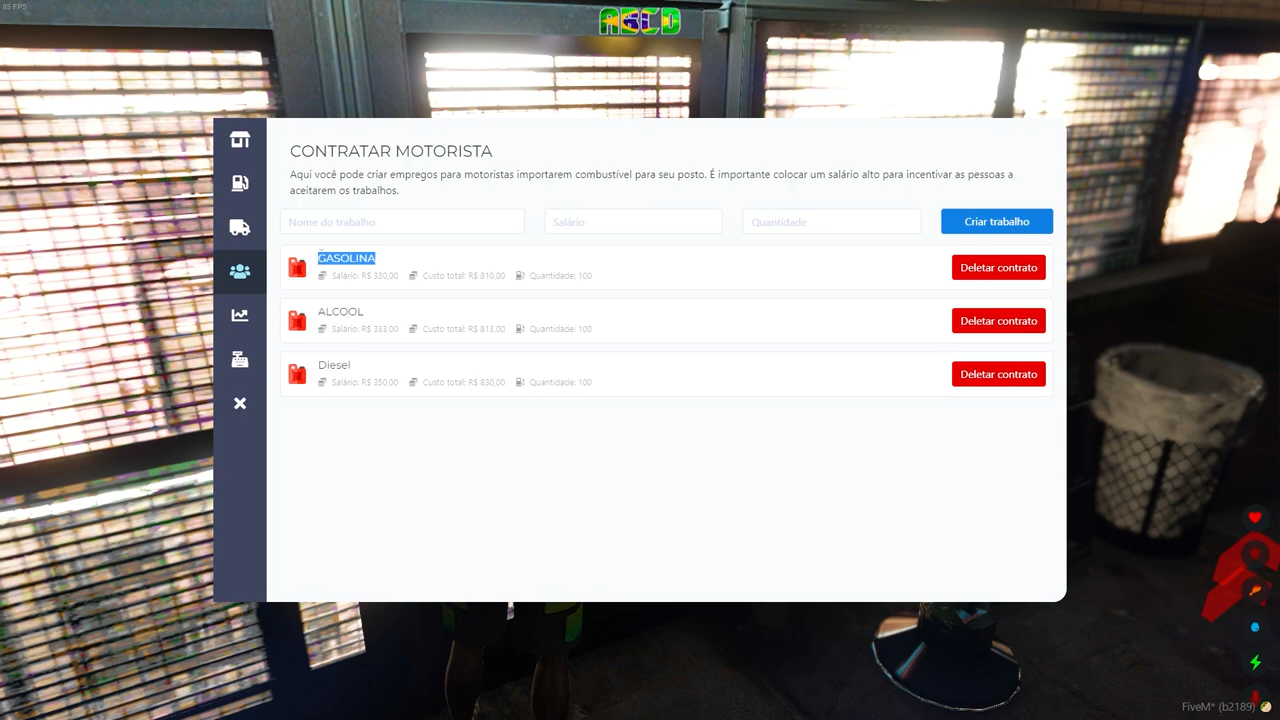 85 FPS
ABCD
CONTRATAR MOTORISTA
Aqui você pode criar empregos para motoristas importarem combustível para seu posto. É importante colocar um salário alto para incentivar as pessoas a
aceitarem os trabalhos.
Nome do trabalho Salário Quantidade Criar trabalho
GASOLINA
Salário: R$ 330,00 Custo total: R$ 810,00 Quantidade: 100
Deletar contrato
ALCOOL
Salário: R$ 333,00 Custo total: R$ 813,00 Quantidade: 100
Deletar contrato
Diesel
Salário: R$ 350,00 Custo total: R$ 830,00 Quantidade: 100
Deletar contrato
FiveM* (b2189)